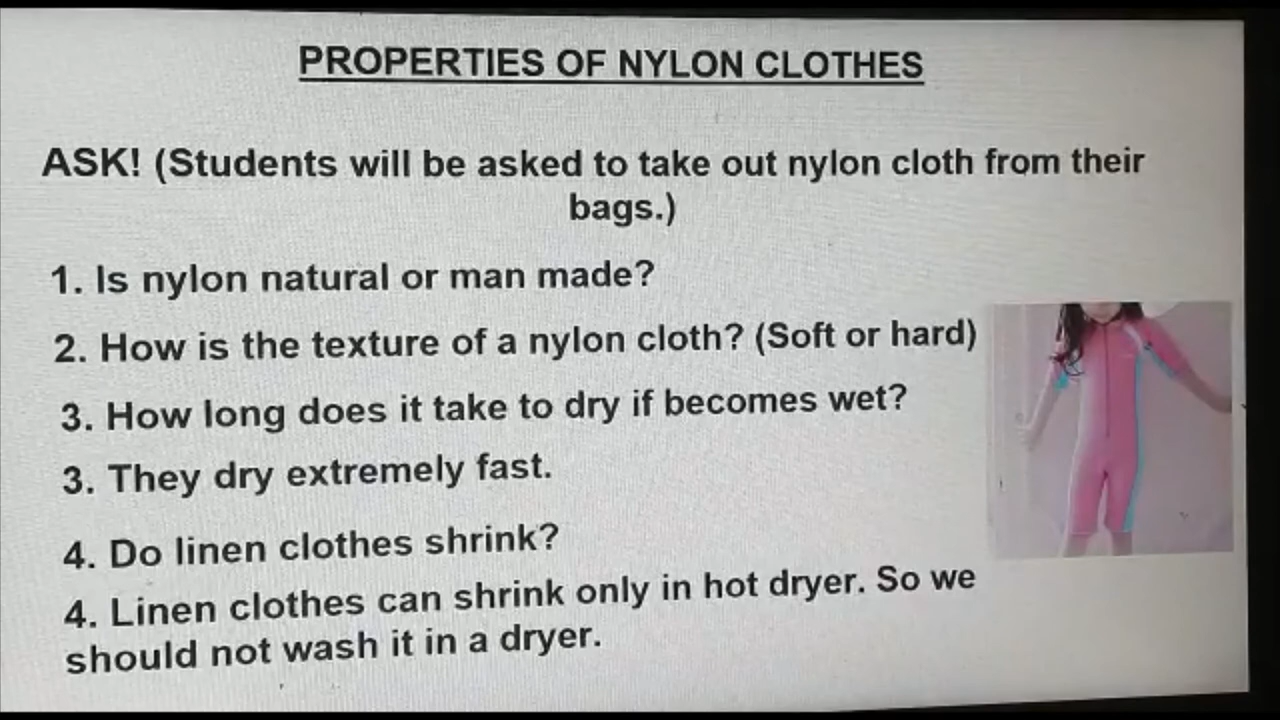 PROPERTIES OF NYLON CLOTHES
ASK! (Students will be asked to take out nylon cloth from their
bags.)
1. Is nylon natural or man made?
2. How is the texture of a nylon cloth? (Soft or hard)
3. How long does it take to dry if becomes wet?
3. They dry extremely fast.
4. Do linen clothes shrink?
4. Linen clothes can shrink only in hot dryer. So we
should not wash it in a dryer.